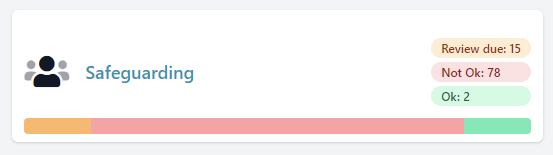 Review due: 15
Safeguarding
Not Ok: 78
Ok: 2